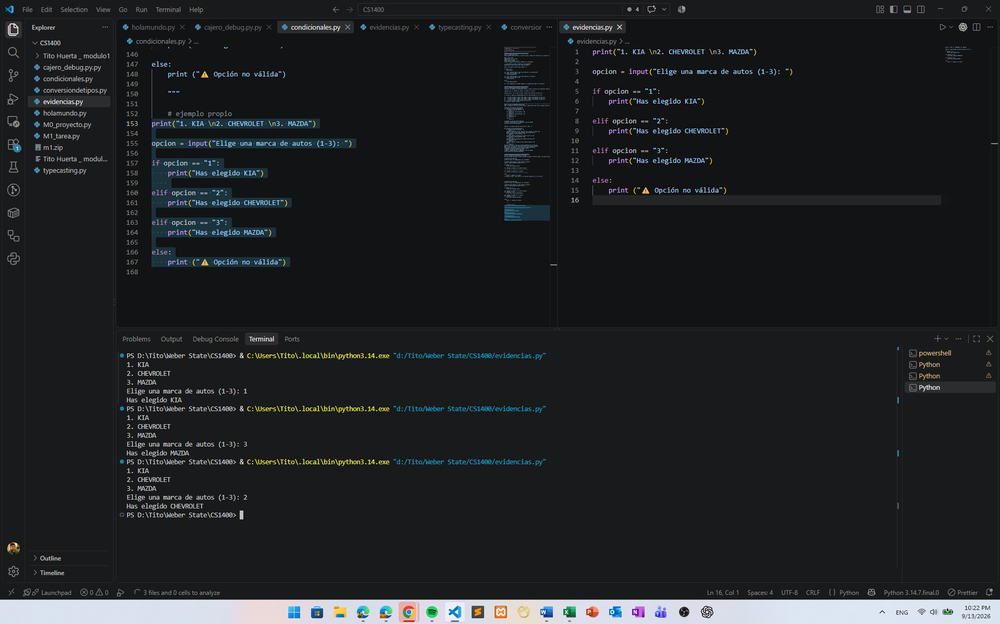 File Edit Selection View Go Run Terminal Help
CS1400
4
Explorer
CS1400
Tito Huerta _ modulo1
cajero_debug.py.py
condicionales.py
conversiondetipos.py
evidencias.py
holamundo.py
M0_proyecto.py
M1_tarea.py
m1.zip
Tito Huerta _ modul...
typecasting.py
1
Outline
Timeline
holamundo.py cajero_debug.py.py condicionales.py evidencias.py typecasting.py conversior
condicionales.py > ...
146
147 else:
148 print ("⚠️ Opción no válida")
149
150 """
151
152 # ejemplo propio
153 print("1. KIA \n2. CHEVROLET \n3. MAZDA")
154
155 opcion = input("Elige una marca de autos (1-3): ")
156
157 if opcion == "1":
158 print("Has elegido KIA")
159
160 elif opcion == "2":
161 print("Has elegido CHEVROLET")
162
163 elif opcion == "3":
164 print("Has elegido MAZDA")
165
166 else:
167 print ("⚠️ Opción no válida")
168
evidencias.py
evidencias.py > ...
1 print("1. KIA \n2. CHEVROLET \n3. MAZDA")
2
3 opcion = input("Elige una marca de autos (1-3): ")
4
5 if opcion == "1":
6 print("Has elegido KIA")
7
8 elif opcion == "2":
9 print("Has elegido CHEVROLET")
10
11 elif opcion == "3":
12 print("Has elegido MAZDA")
13
14 else:
15 print ("⚠️ Opción no válida")
16
Problems Output Debug Console Terminal Ports
PS D:\Tito\Weber State\CS1400> & C:\Users\Tito\.local\bin\python3.14.exe "d:/Tito/Weber State/CS1400/evidencias.py"
1. KIA
2. CHEVROLET
3. MAZDA
Elige una marca de autos (1-3): 1
Has elegido KIA
PS D:\Tito\Weber State\CS1400> & C:\Users\Tito\.local\bin\python3.14.exe "d:/Tito/Weber State/CS1400/evidencias.py"
1. KIA
2. CHEVROLET
3. MAZDA
Elige una marca de autos (1-3): 3
Has elegido MAZDA
PS D:\Tito\Weber State\CS1400> & C:\Users\Tito\.local\bin\python3.14.exe "d:/Tito/Weber State/CS1400/evidencias.py"
1. KIA
2. CHEVROLET
3. MAZDA
Elige una marca de autos (1-3): 2
Has elegido CHEVROLET
PS D:\Tito\Weber State\CS1400>
powershell
Python
Python
Python
Launchpad 0 0 3 files and 0 cells to analyze
Ln 16, Col 1 Spaces: 4 UTF-8 CRLF { } Python Python 3.14.7.final.0 Prettier
ENG
10:22 PM
9/13/2026